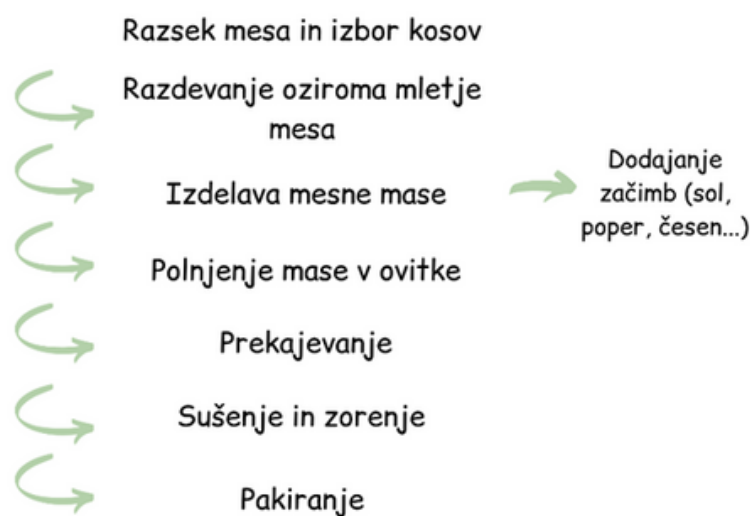 Razsek mesa in izbor kosov
Razdevanje oziroma mletje
mesa
Izdelava mesne mase
Dodajanje
začimb (sol,
poper, česen...)
Polnjenje mase v ovitke
Prekajevanje
Sušenje in zorenje
Pakiranje